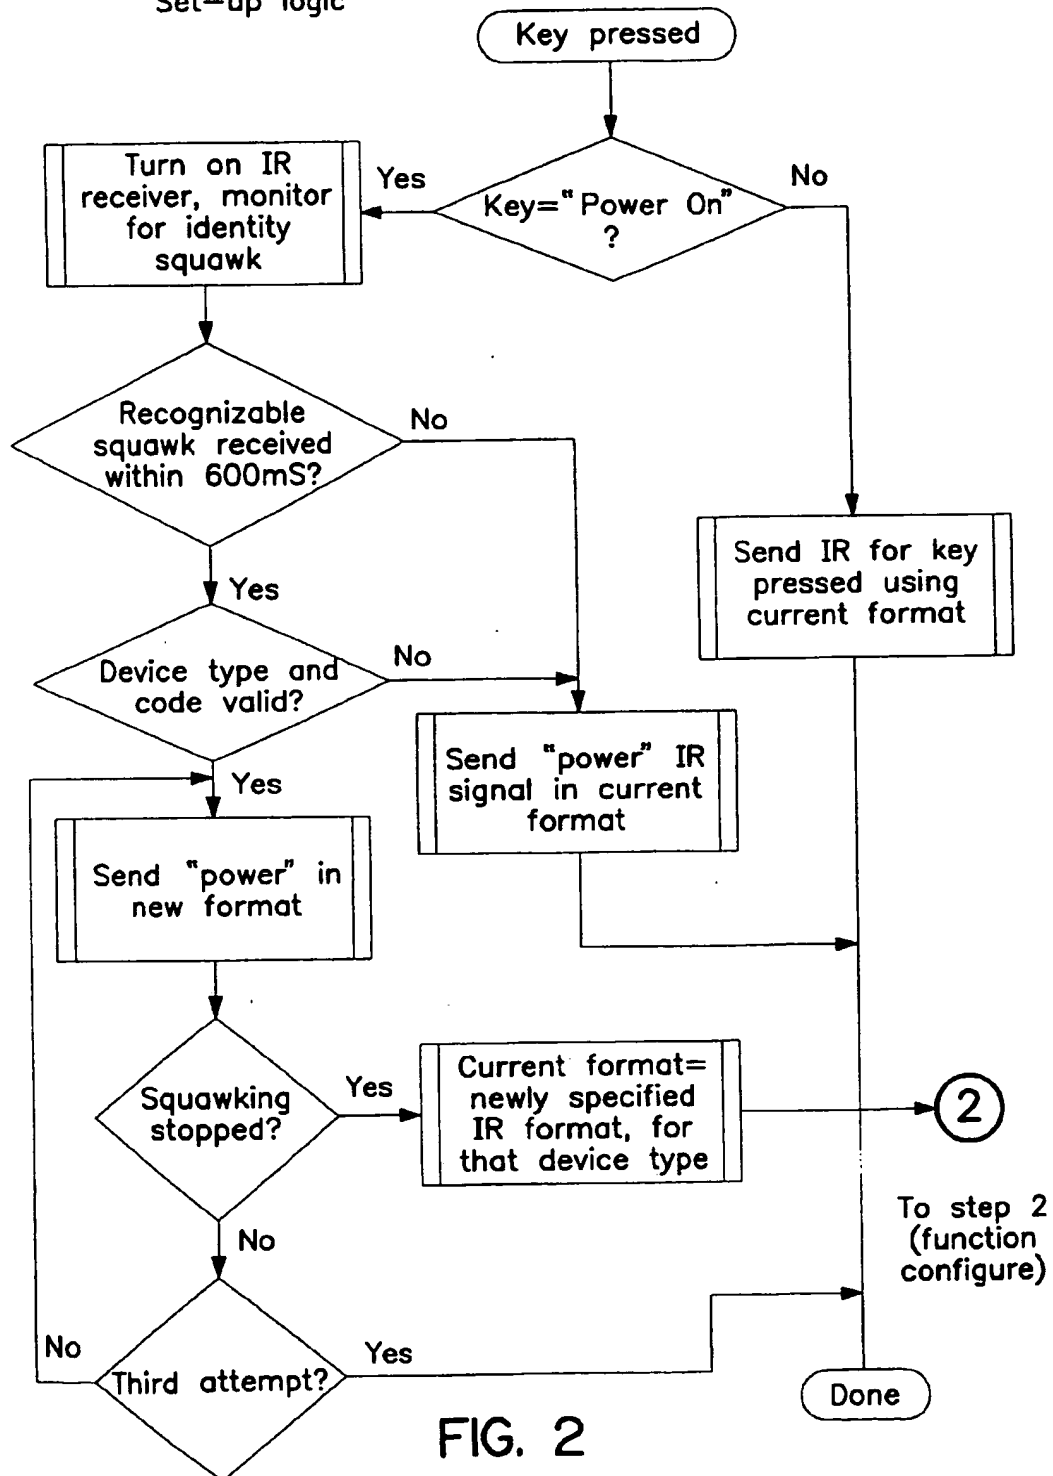 Set-up logic
Key pressed
Key="Power On"
?
Yes
No
Turn on IR
receiver, monitor
for identity
squawk
Recognizable
squawk received
within 600mS?
No
Yes
Send IR for key
pressed using
current format
Device type and
code valid?
No
Yes
Send "power" IR
signal in current
format
Send "power" in
new format
Squawking
stopped?
Yes
No
Current format=
newly specified
IR format, for
that device type
2
To step 2
(function
configure)
Third attempt?
No
Yes
Done
FIG. 2